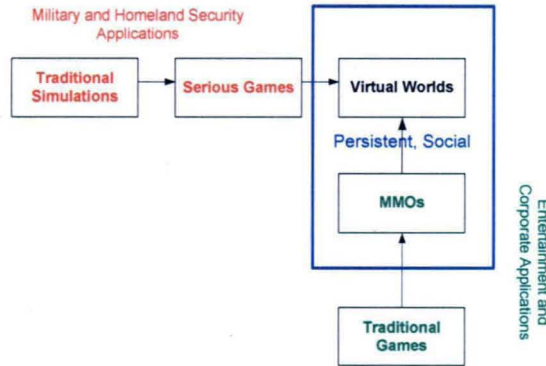 Military and Homeland Security
Applications
Traditional
Simulations
Serious Games
Virtual Worlds
Persistent, Social
MMOs
Entertainment and
Corporate Applications
Traditional
Games